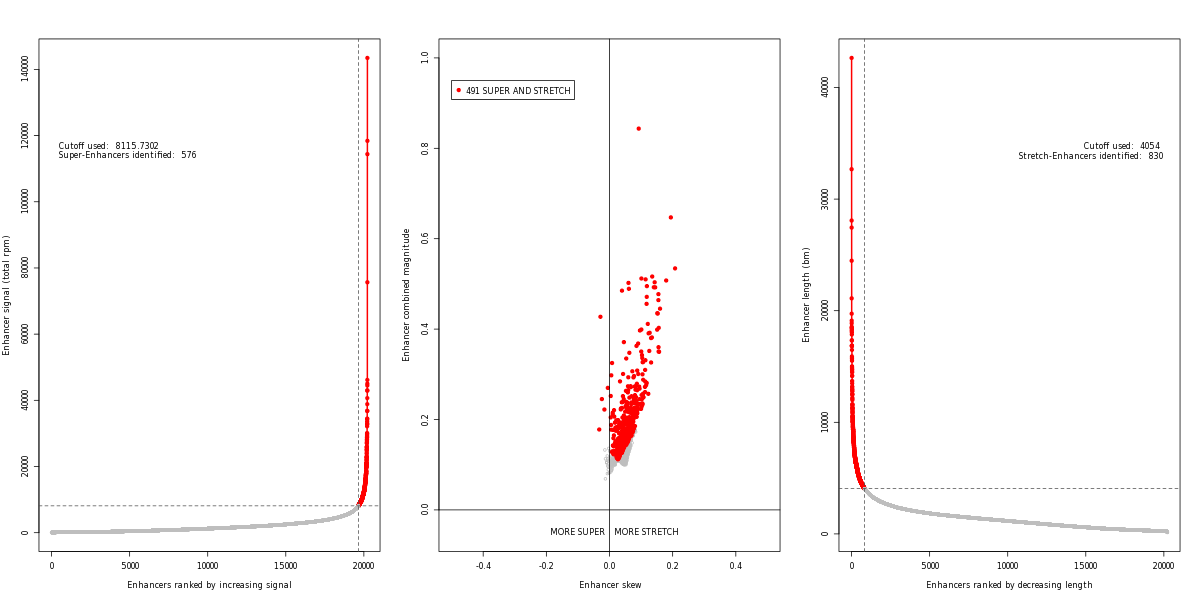 Enhancer signal (total rpm)
0
20000
40000
60000
80000
100000
120000
140000
Cutoff used: 8115.7302
Super-Enhancers identified: 576
0
5000
10000
15000
20000
Enhancers ranked by increasing signal
Enhancer combined magnitude
0.0
0.2
0.4
0.6
0.8
1.0
491 SUPER AND STRETCH
MORE SUPER
MORE STRETCH
-0.4
-0.2
0.0
0.2
0.4
Enhancer skew
Enhancer length (bm)
0
10000
20000
30000
40000
Cutoff used: 4054
Stretch-Enhancers identified: 830
0
5000
10000
15000
20000
Enhancers ranked by decreasing length